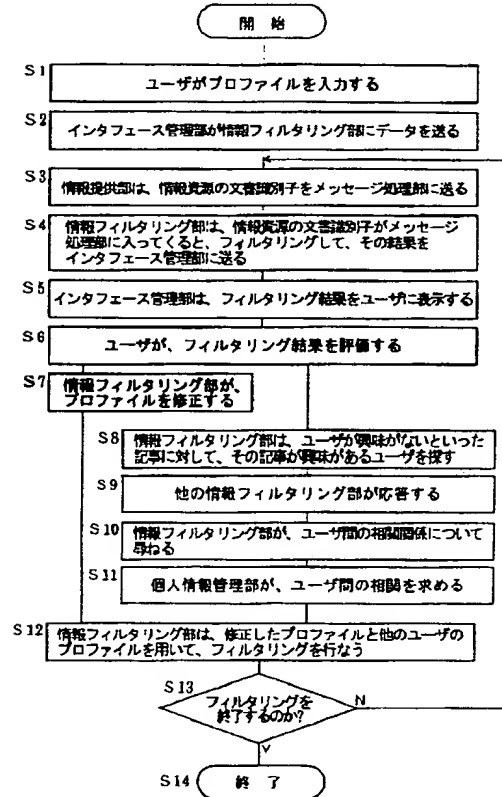 開 始
S1
ユーザがプロファイルを入力する
S2
インタフェース管理部が情報フィルタリング部にデータを送る
S3
情報提供部は、情報資源の文書識別子をメッセージ処理部に送る
S4
情報フィルタリング部は、情報資源の文書識別子がメッセージ
処理部に入ってくると、フィルタリングして、その結果を
インタフェース管理部に送る
S5
インタフェース管理部は、フィルタリング結果をユーザに表示する
S6
ユーザが、フィルタリング結果を評価する
S7
情報フィルタリング部が、
プロファイルを修正する
S8
情報フィルタリング部は、ユーザが興味がないといった
記事に対して、その記事が興味があるユーザを探す
S9
他の情報フィルタリング部が応答する
S10
情報フィルタリング部が、ユーザ間の相関関係について
尋ねる
S11
個人情報管理部が、ユーザ間の相関を求める
S12
情報フィルタリング部は、修正したプロファイルと他のユーザの
プロファイルを用いて、フィルタリングを行なう
S13
フィルタリングを
終了するのか?
N
Y
S14
終 了